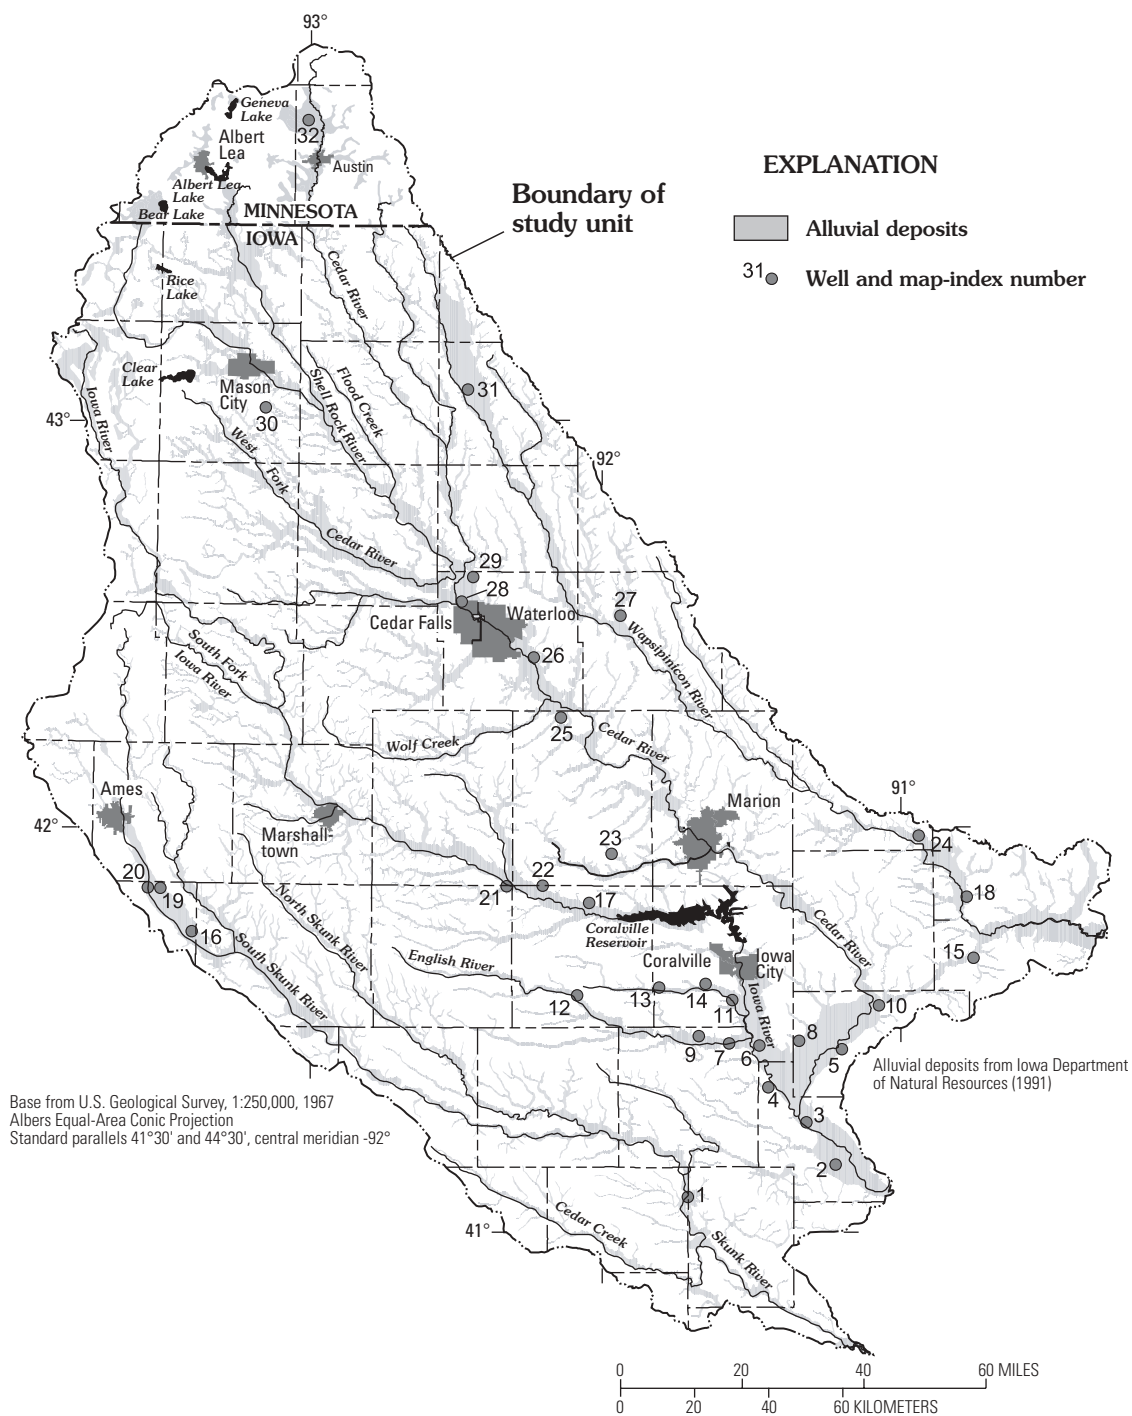 93°
Geneva
Lake
32
Albert
Lea
Austin
Albert Lea
Lake
Bear Lake
MINNESOTA
IOWA
Boundary of
study unit
EXPLANATION
Alluvial deposits
31
Well and map-index number
Rice
Lake
Cedar River
Clear
Lake
Mason
City
30
31
Iowa River
43°
Shell Rock River
Flood Creek
West
Fork
Cedar River
92°
29
28
Cedar Falls
Waterloo
27
26
South Fork
Iowa River
Wapsipinicon River
25
Wolf Creek
Cedar River
Ames
42°
Marshall-
town
Marion
91°
23
24
20
19
21
22
17
18
16
Coralville
Reservoir
North Skunk River
South Skunk River
English River
Coralville
Iowa
City
Cedar River
15
12
13
14
11
Iowa River
10
9
7
6
8
5
Alluvial deposits from Iowa Department
of Natural Resources (1991)
4
3
2
Base from U.S. Geological Survey, 1:250,000, 1967
Albers Equal-Area Conic Projection
Standard parallels 41°30' and 44°30', central meridian -92°
1
41°
Cedar Creek
Skunk River
0 20 40 60 MILES
0 20 40 60 KILOMETERS